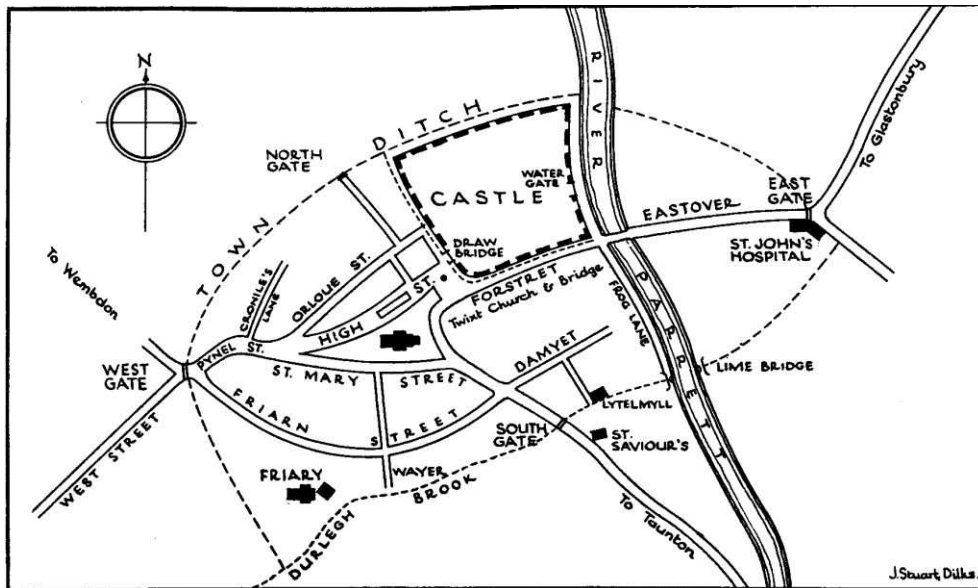 N
TOWN DITCH
NORTH GATE
CASTLE
WATER GATE
DRAW BRIDGE
RIVER PARRETT
EASTOVER
EAST GATE
To Glastonbury
ST. JOHN'S HOSPITAL
To Wembdon
CRONILE'S LANE
ORLOUE ST.
HIGH ST.
FORSTRET
Twixt Church & Bridge
FROG LANE
PYNEL ST.
WEST GATE
ST. MARY STREET
DAMYET
LIME BRIDGE
WEST STREET
FRIARN STREET
LYTELMYLL
SOUTH GATE
ST. SAVIOUR'S
FRIARY
WAYER
DURLEGH BROOK
To Taunton
J. Stuart Dilks